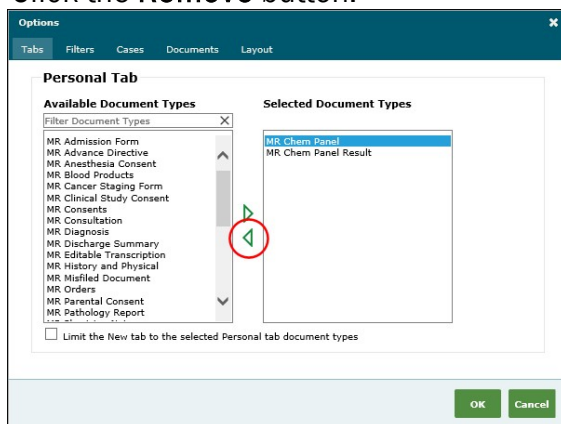 Click the Remove button.
Options
Tabs Filters Cases Documents Layout
Personal Tab
Available Document Types
Filter Document Types
MR Admission Form
MR Advance Directive
MR Anesthesia Consent
MR Blood Products
MR Cancer Staging Form
MR Clinical Study Consent
MR Consents
MR Consultation
MR Diagnosis
MR Discharge Summary
MR Editable Transcription
MR History and Physical
MR Misfiled Document
MR Orders
MR Parental Consent
MR Pathology Report
Selected Document Types
MR Chem Panel
MR Chem Panel Result
Limit the New tab to the selected Personal tab document types
OK Cancel